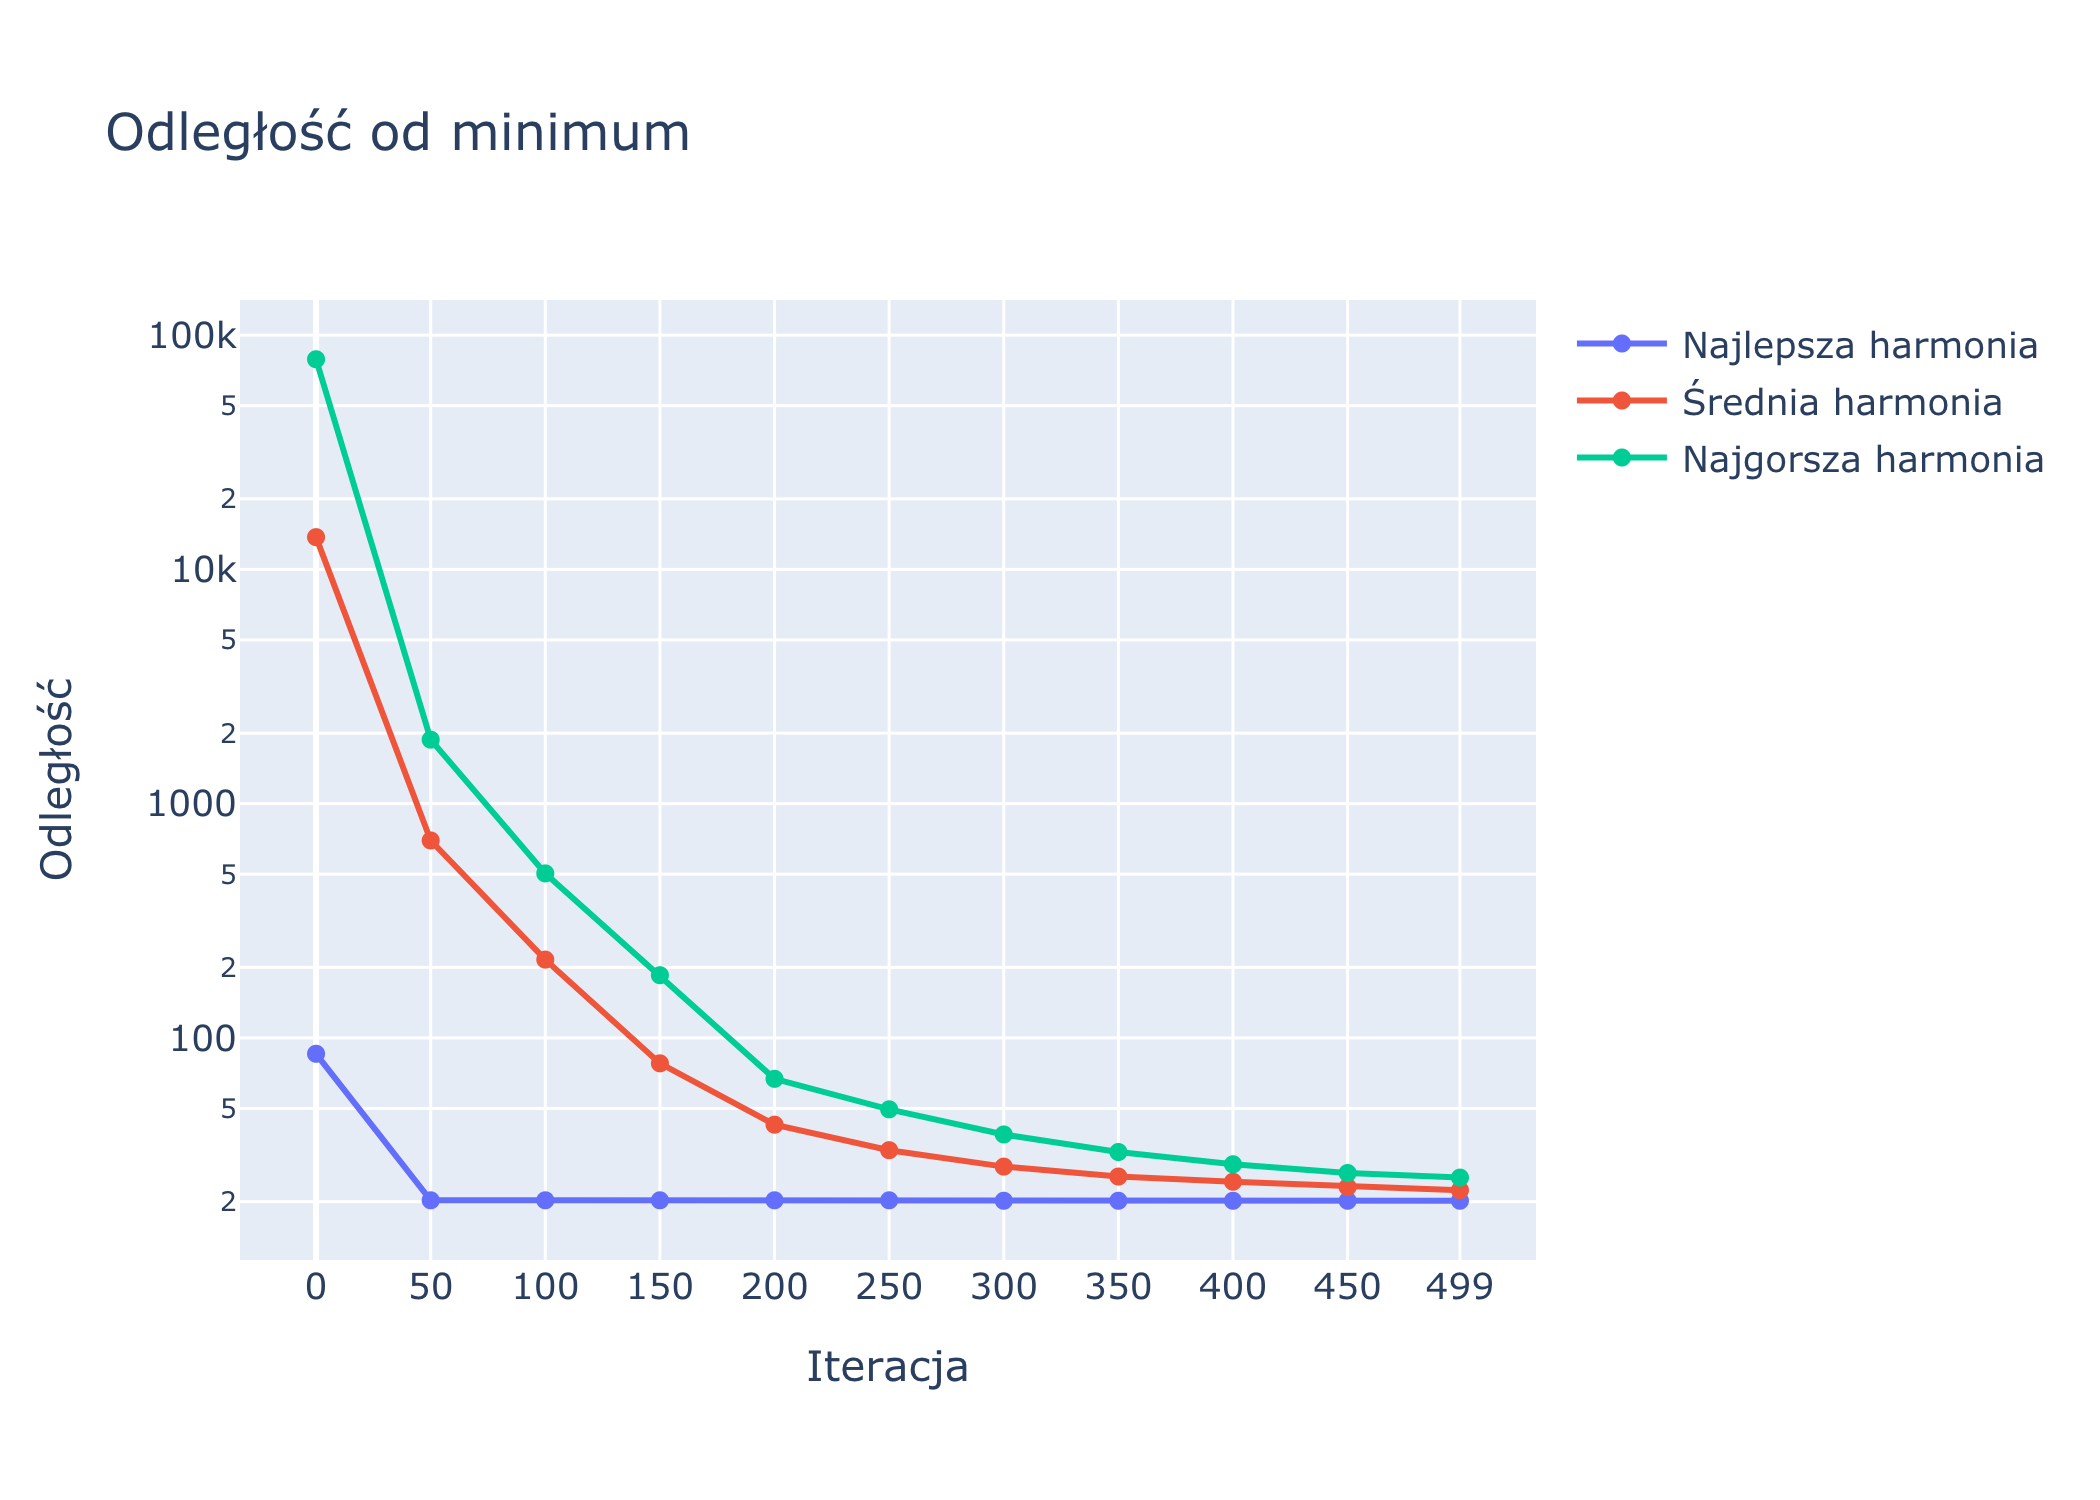 Odległość od minimum
Najlepsza harmonia
Średnia harmonia
Najgorsza harmonia
Odległość
100k
5
2
10k
5
2
1000
5
2
100
5
2
0 50 100 150 200 250 300 350 400 450 499
Iteracja